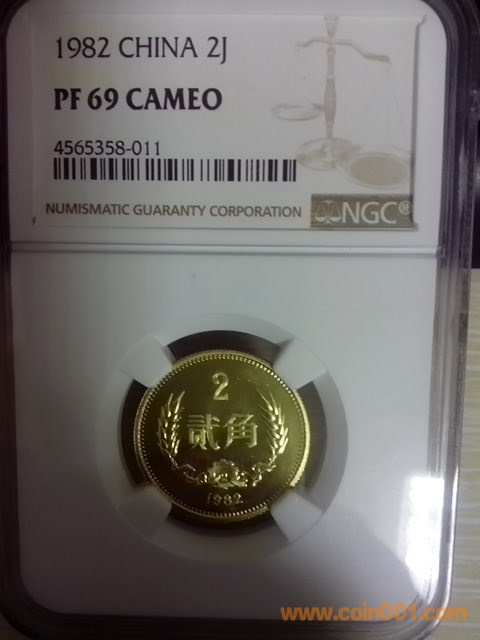 1982 CHINA 2J
PF 69 CAMEO
4565358-011
NUMISMATIC GUARANTY CORPORATION
NGC®
2
贰角
1982
www.coin001.com